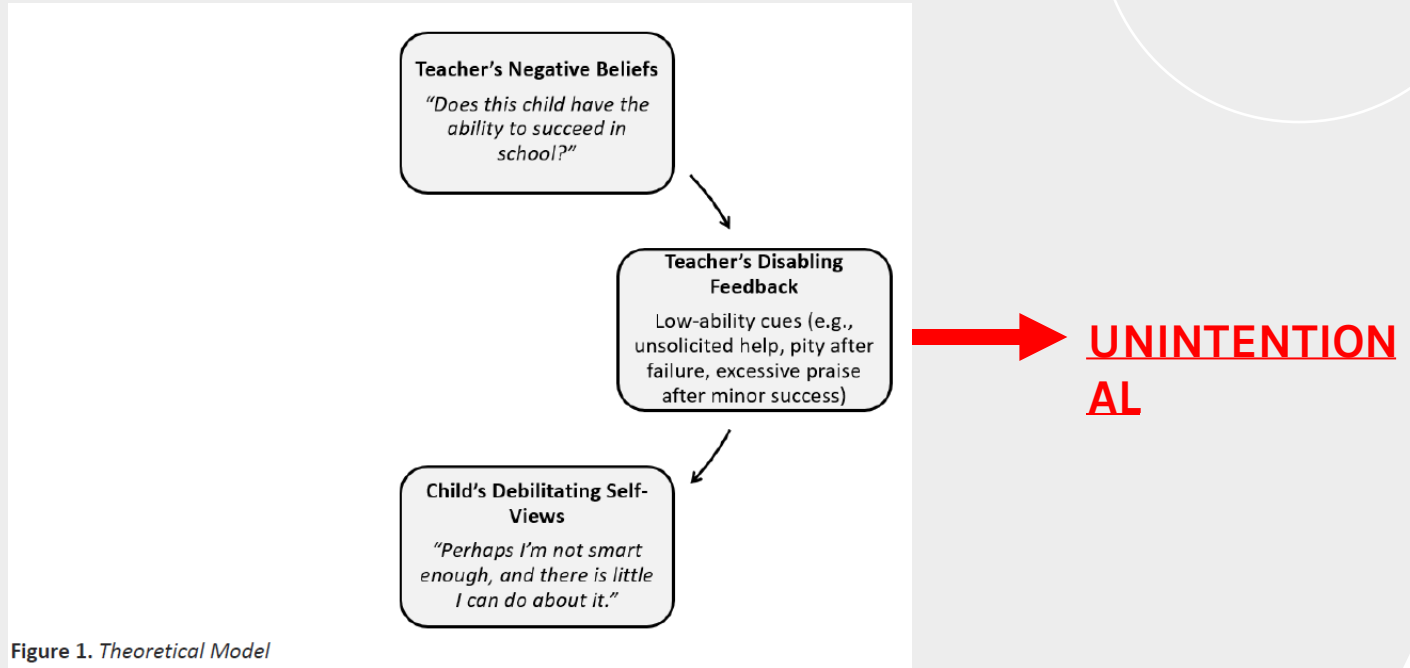 Teacher's Negative Beliefs
"Does this child have the
ability to succeed in
school?"
Teacher's Disabling
Feedback
Low-ability cues (e.g.,
unsolicited help, pity after
failure, excessive praise
after minor success)
UNINTENTION
AL
Child's Debilitating Self-
Views
"Perhaps I'm not smart
enough, and there is little
I can do about it."
Figure 1. Theoretical Model